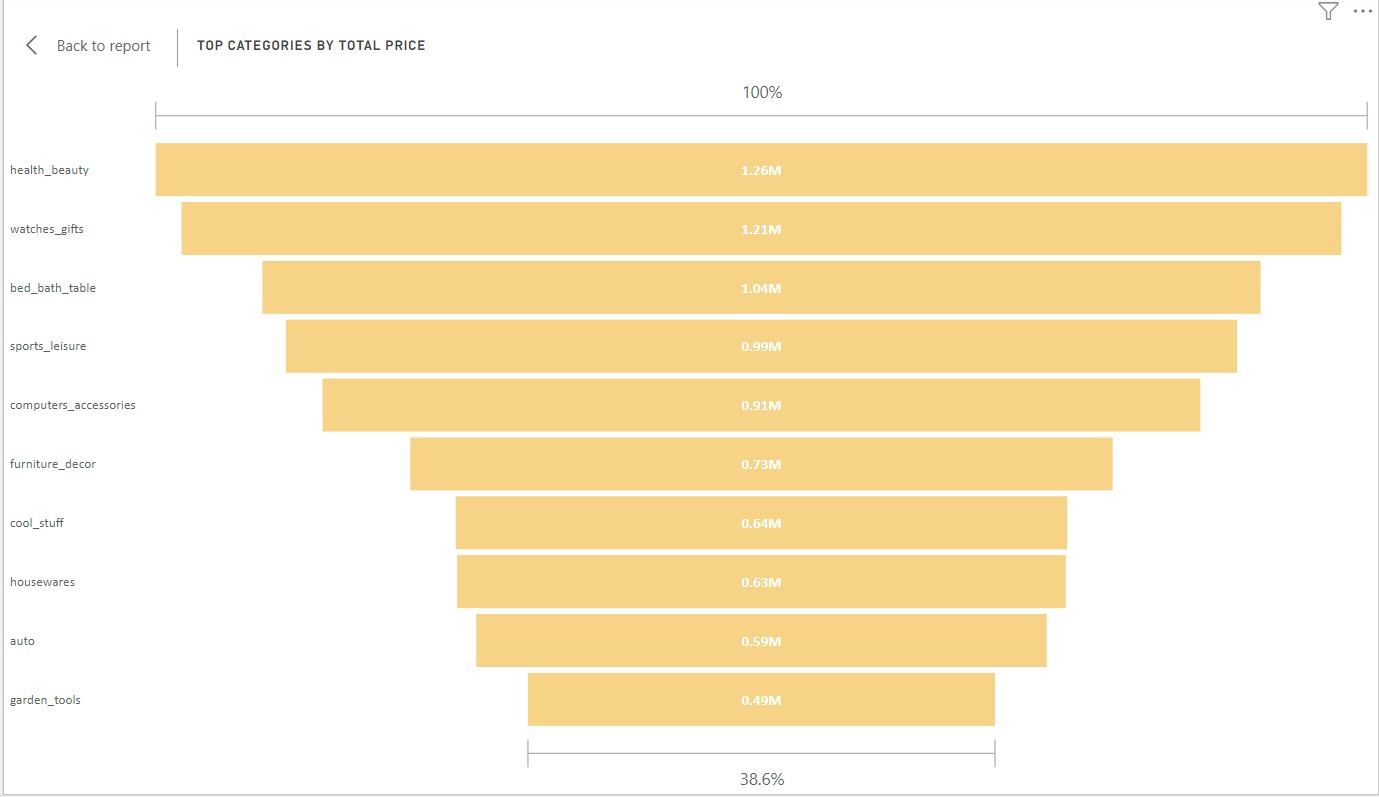 Back to report
TOP CATEGORIES BY TOTAL PRICE
100%
health_beauty 1.26M
watches_gifts 1.21M
bed_bath_table 1.04M
sports_leisure 0.99M
computers_accessories 0.91M
furniture_decor 0.73M
cool_stuff 0.64M
housewares 0.63M
auto 0.59M
garden_tools 0.49M
38.6%